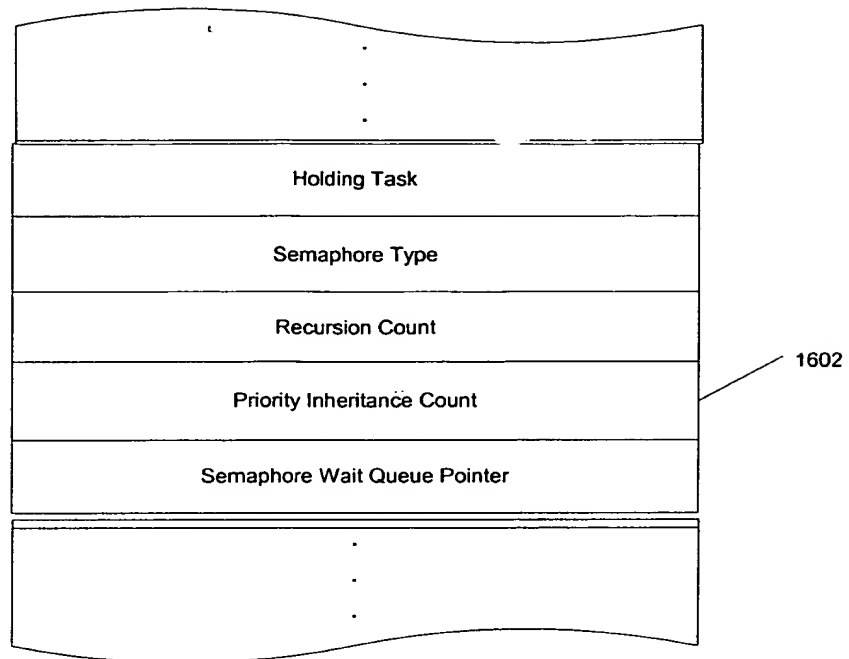 Holding Task
Semaphore Type
Recursion Count
Priority Inheritance Count
1602
Semaphore Wait Queue Pointer